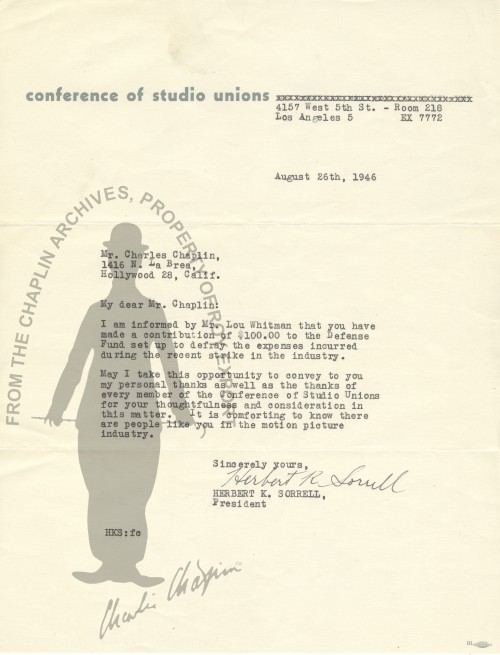 conference of studio unions xxxxxxxxxxxxxxxxxxxxxxxxxxxxxxxxx
4157 West 5th St. - Room 218
Los Angeles 5 EX 7772
August 26th, 1946
Mr. Charles Chaplin,
1416 N. La Brea,
Hollywood 28, Calif.
My dear Mr. Chaplin:
I am informed by Mr. Lou Whitman that you have
made a contribution of $100.00 to the Defense
Fund set up to defray the expenses incurred
during the recent strike in the industry.
May I take this opportunity to convey to you
my personal thanks as well as the thanks of
every member of the Conference of Studio Unions
for your thoughtfulness and consideration in
this matter. It is comforting to know there
are people like you in the motion picture
industry.
Sincerely yours,
Herbert K Sorrell
HERBERT K. SORRELL,
President
HKS:fc
FROM THE CHAPLIN ARCHIVES, PROPERTY OF ROY EXPORT
Charlie Chaplin